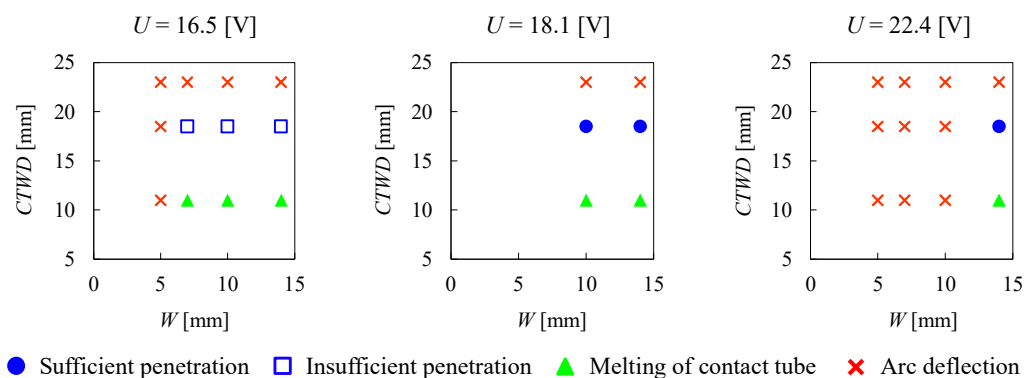 U = 16.5 [V]
U = 18.1 [V]
U = 22.4 [V]
25
20
15
10
5
CTWD [mm]
0 5 10 15
W [mm]
25
20
15
10
5
CTWD [mm]
0 5 10 15
W [mm]
25
20
15
10
5
CTWD [mm]
0 5 10 15
W [mm]
Sufficient penetration Insufficient penetration Melting of contact tube Arc deflection